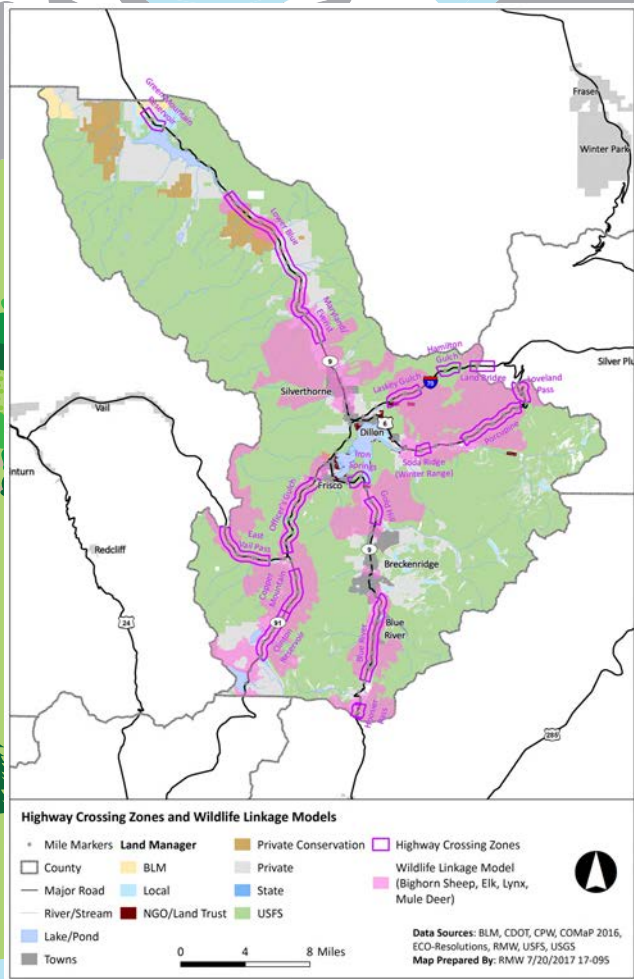 Green Mountain
Reservoir
Fraser
Winter Park
Lower Blue
Maryland/
Elliott
9
Hamilton
Gulch
Silver Plu
Laskey Gulch
70
Land Bridge
Loveland
Pass
Silverthorne
Vail
6
Dillon
Porcupine
Iron
Springs
Soda Ridge
(Winter Range)
inturn
Frisco
Officer's Gulch
Gold Hill
East
Vail Pass
Redcliff
9
Breckenridge
Copper
Mountain
24
91
Clinton
Reservoir
Blue River
Blue
River
Hoosier
Pass
285
Highway Crossing Zones and Wildlife Linkage Models
Mile Markers
County
Major Road
River/Stream
Lake/Pond
Towns
Land Manager
BLM
Local
NGO/Land Trust
Private Conservation
Private
State
USFS
Highway Crossing Zones
Wildlife Linkage Model
(Bighorn Sheep, Elk, Lynx,
Mule Deer)
0 4 8 Miles
Data Sources: BLM, CDOT, CPW, COMaP 2016,
ECO-Resolutions, RMW, USFS, USGS
Map Prepared By: RMW 7/20/2017 17-095